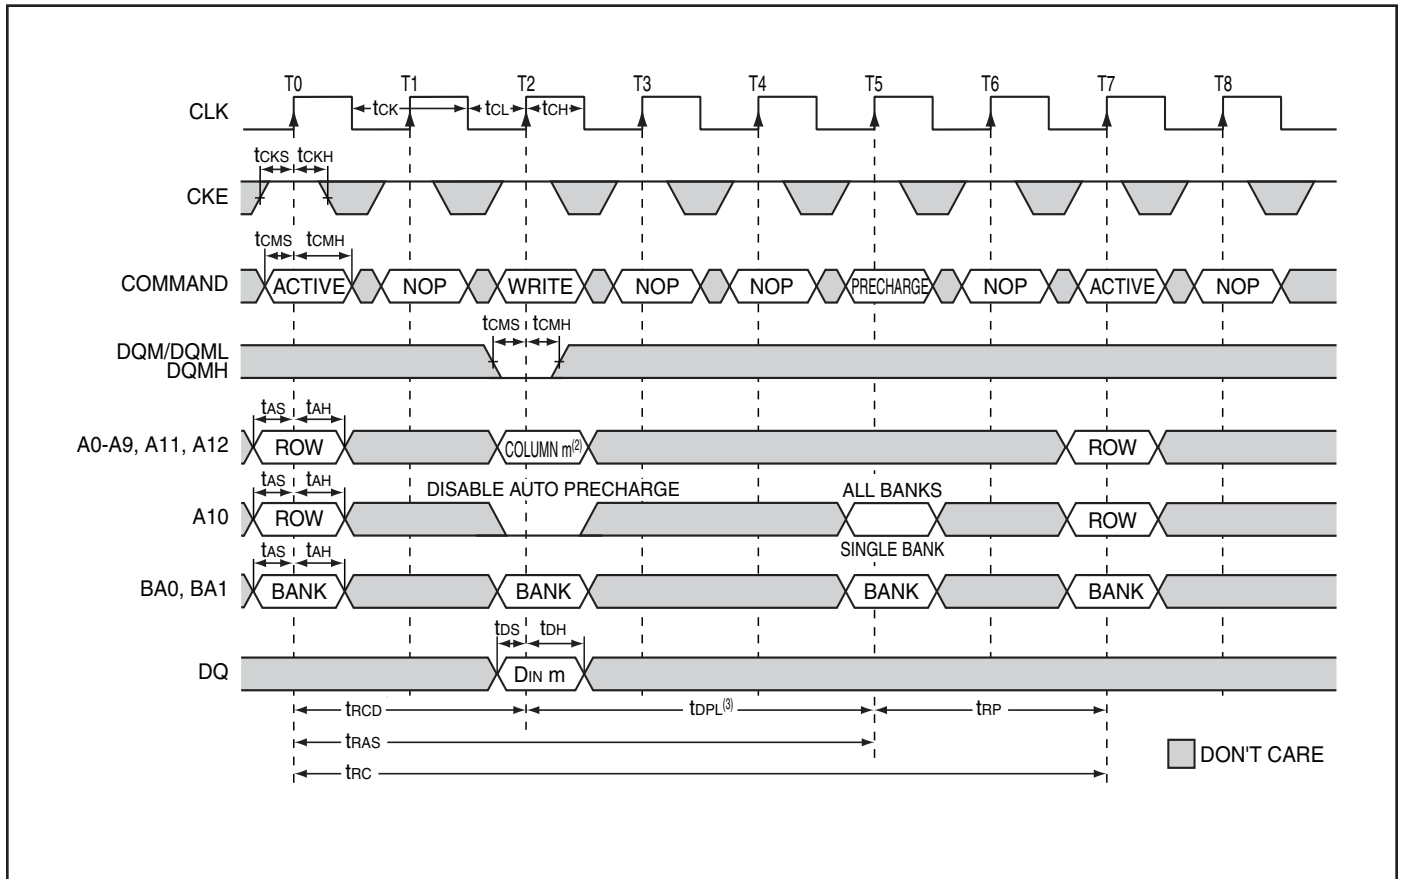 T0 T1 T2 T3 T4 T5 T6 T7 T8
CLK tCK tCL tCH
tCKS tCKH
CKE
tCMS tCMH
COMMAND ACTIVE NOP WRITE NOP NOP PRECHARGE NOP ACTIVE NOP
tCMS tCMH
DQM/DQML
DQMH
tAS tAH
A0-A9, A11, A12 ROW COLUMN m(2) ROW
tAS tAH DISABLE AUTO PRECHARGE ALL BANKS
A10 ROW ROW
tAS tAH SINGLE BANK
BA0, BA1 BANK BANK BANK BANK
tDS tDH
DQ DIN m
tRCD tDPL(3) tRP
tRAS
DON'T CARE
tRC